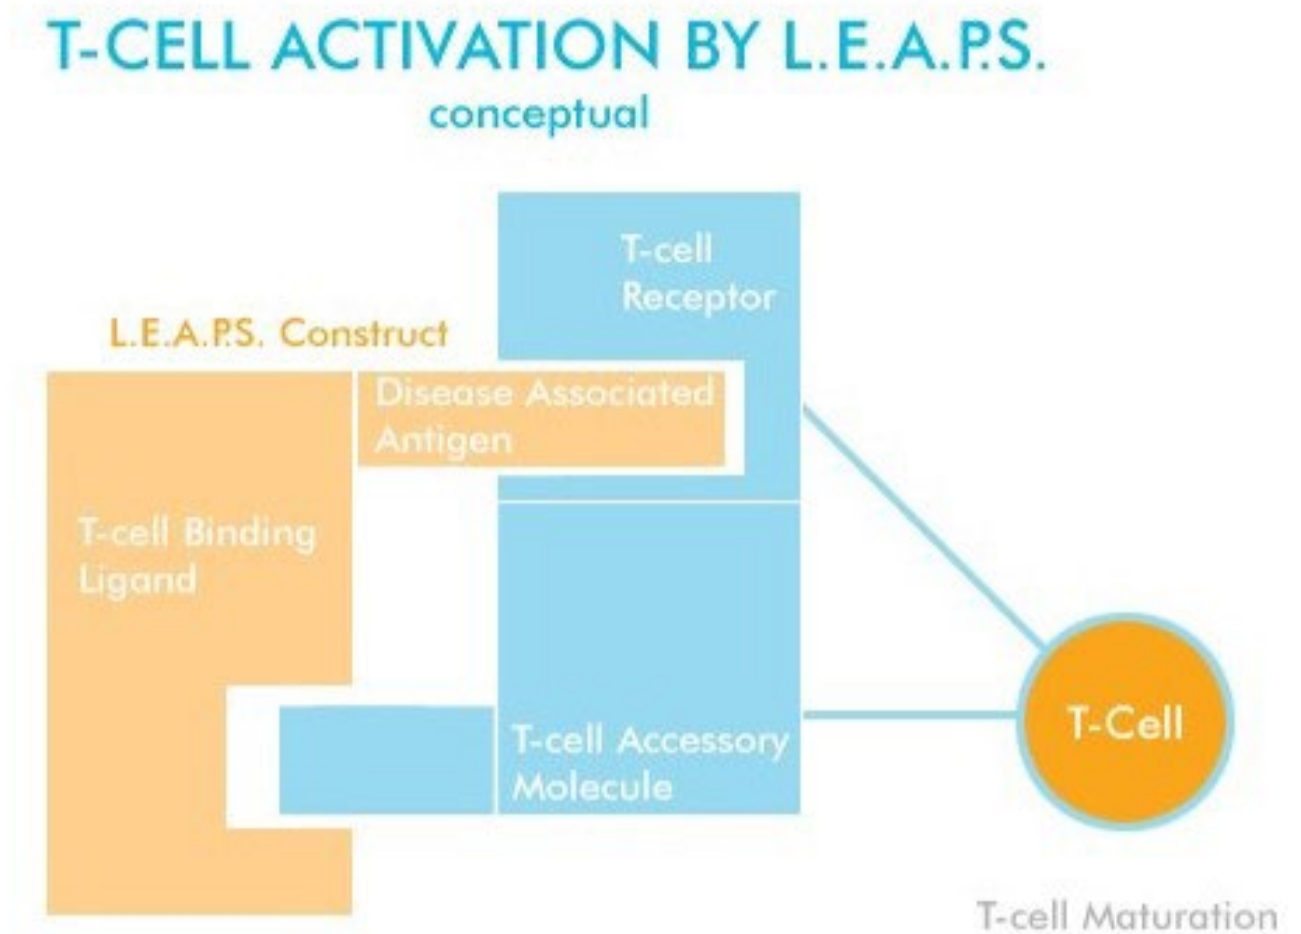 T-CELL ACTIVATION BY L.E.A.P.S.
conceptual
T-cell
Receptor
L.E.A.P.S. Construct
Disease Associated
Antigen
T-cell Binding
Ligand
T-cell Accessory
Molecule
T-Cell
T-cell Maturation